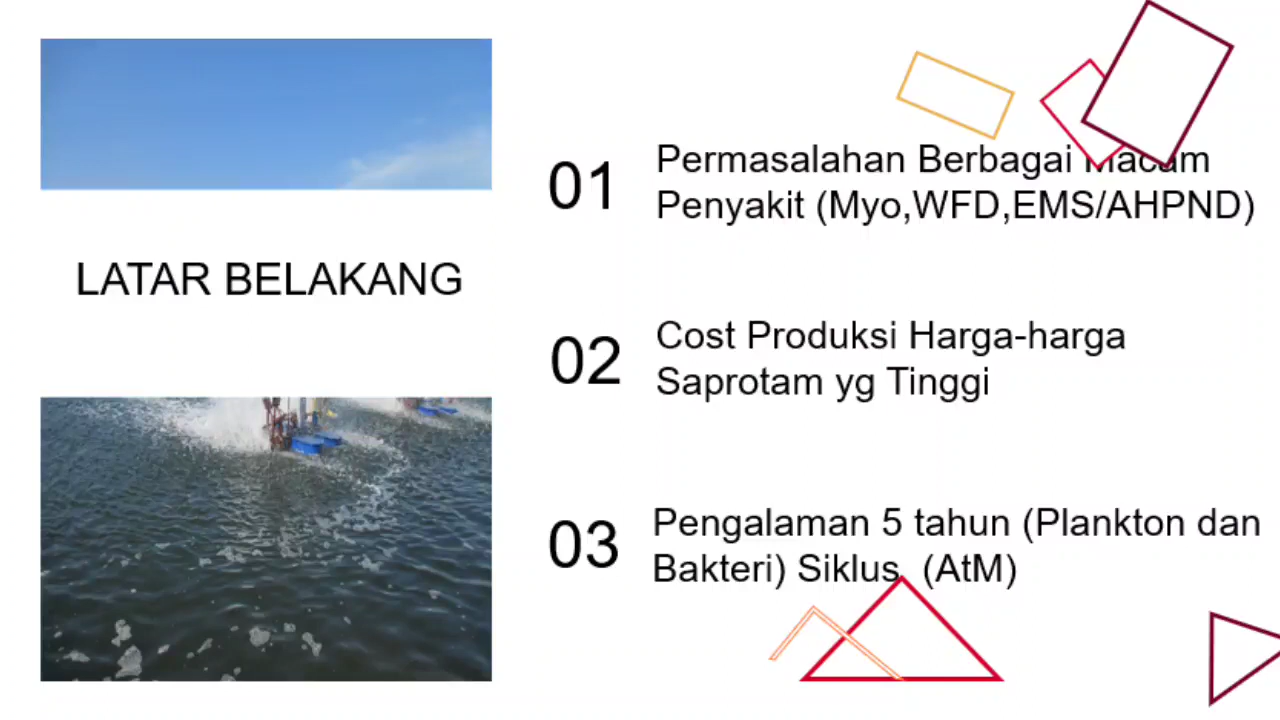 LATAR BELAKANG
01
Permasalahan Berbagai Macam
Penyakit (Myo,WFD,EMS/AHPND)
02
Cost Produksi Harga-harga
Saprotam yg Tinggi
03
Pengalaman 5 tahun (Plankton dan
Bakteri) Siklus, (AtM)